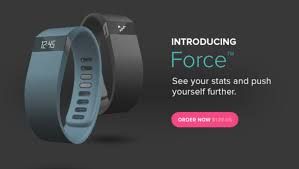 INTRODUCING
Force™
See your stats and push
yourself further.
ORDER NOW $129.95